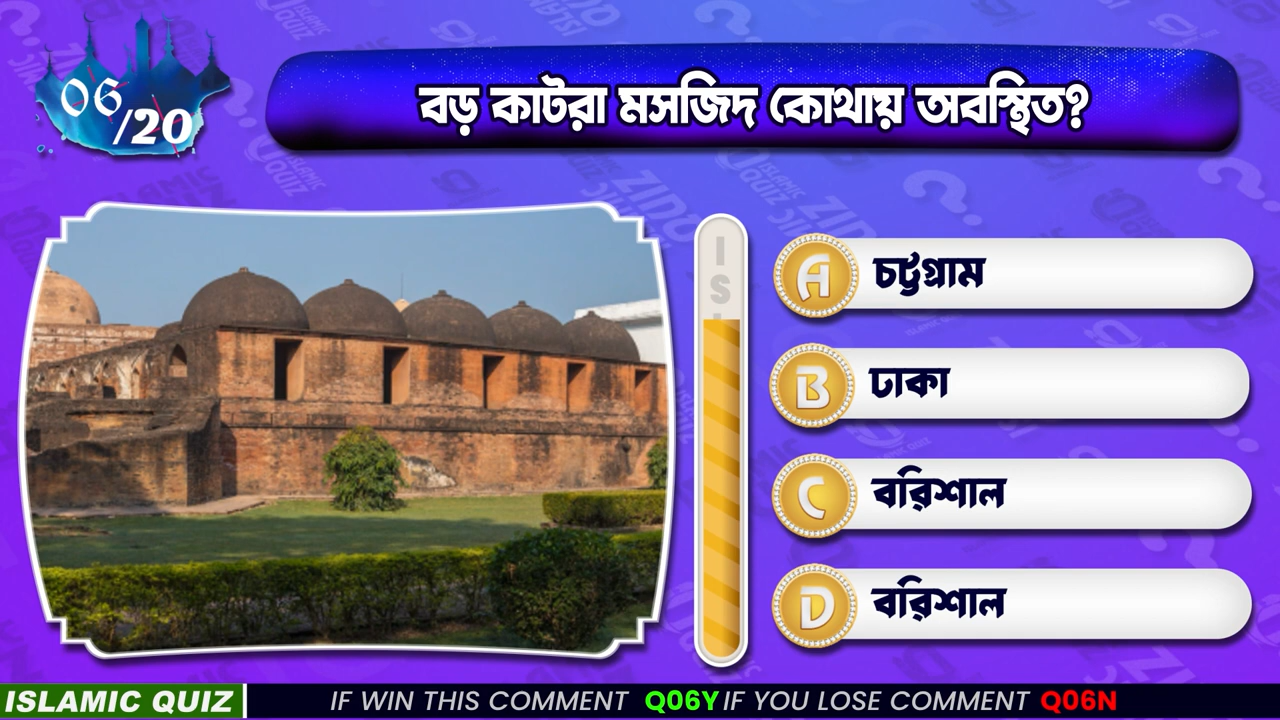 06/20
বড় কাটরা মসজিদ কোথায় অবস্থিত?
I
S
A চট্টগ্রাম
B ঢাকা
C বরিশাল
D বরিশাল
ISLAMIC QUIZ IF WIN THIS COMMENT Q06Y IF YOU LOSE COMMENT Q06N